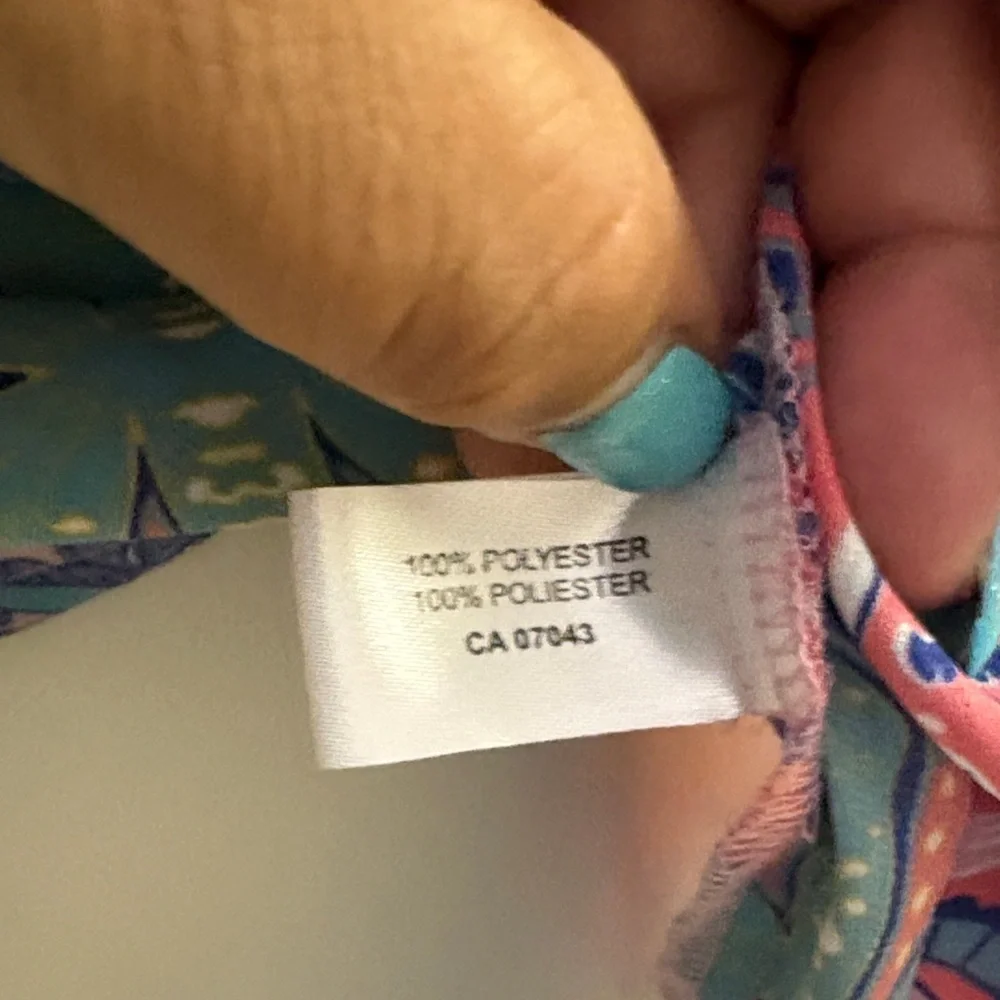 100% POLYESTER
100% POLIESTER
CA 07043